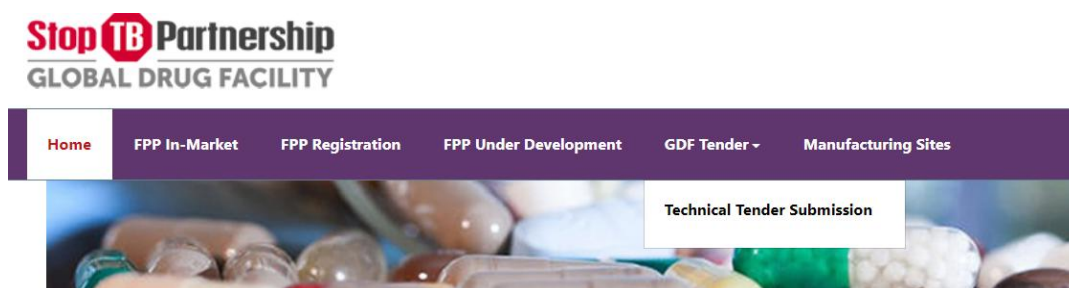 Stop TB Partnership
GLOBAL DRUG FACILITY
Home FPP In-Market FPP Registration FPP Under Development GDF Tender Manufacturing Sites
Technical Tender Submission